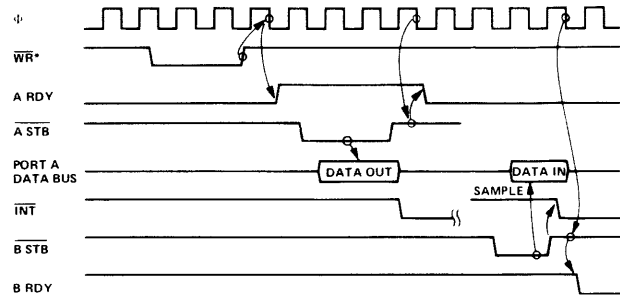 Φ
WR*
A RDY
A STB
PORT A
DATA BUS
DATA OUT
DATA IN
SAMPLE
INT
B STB
B RDY